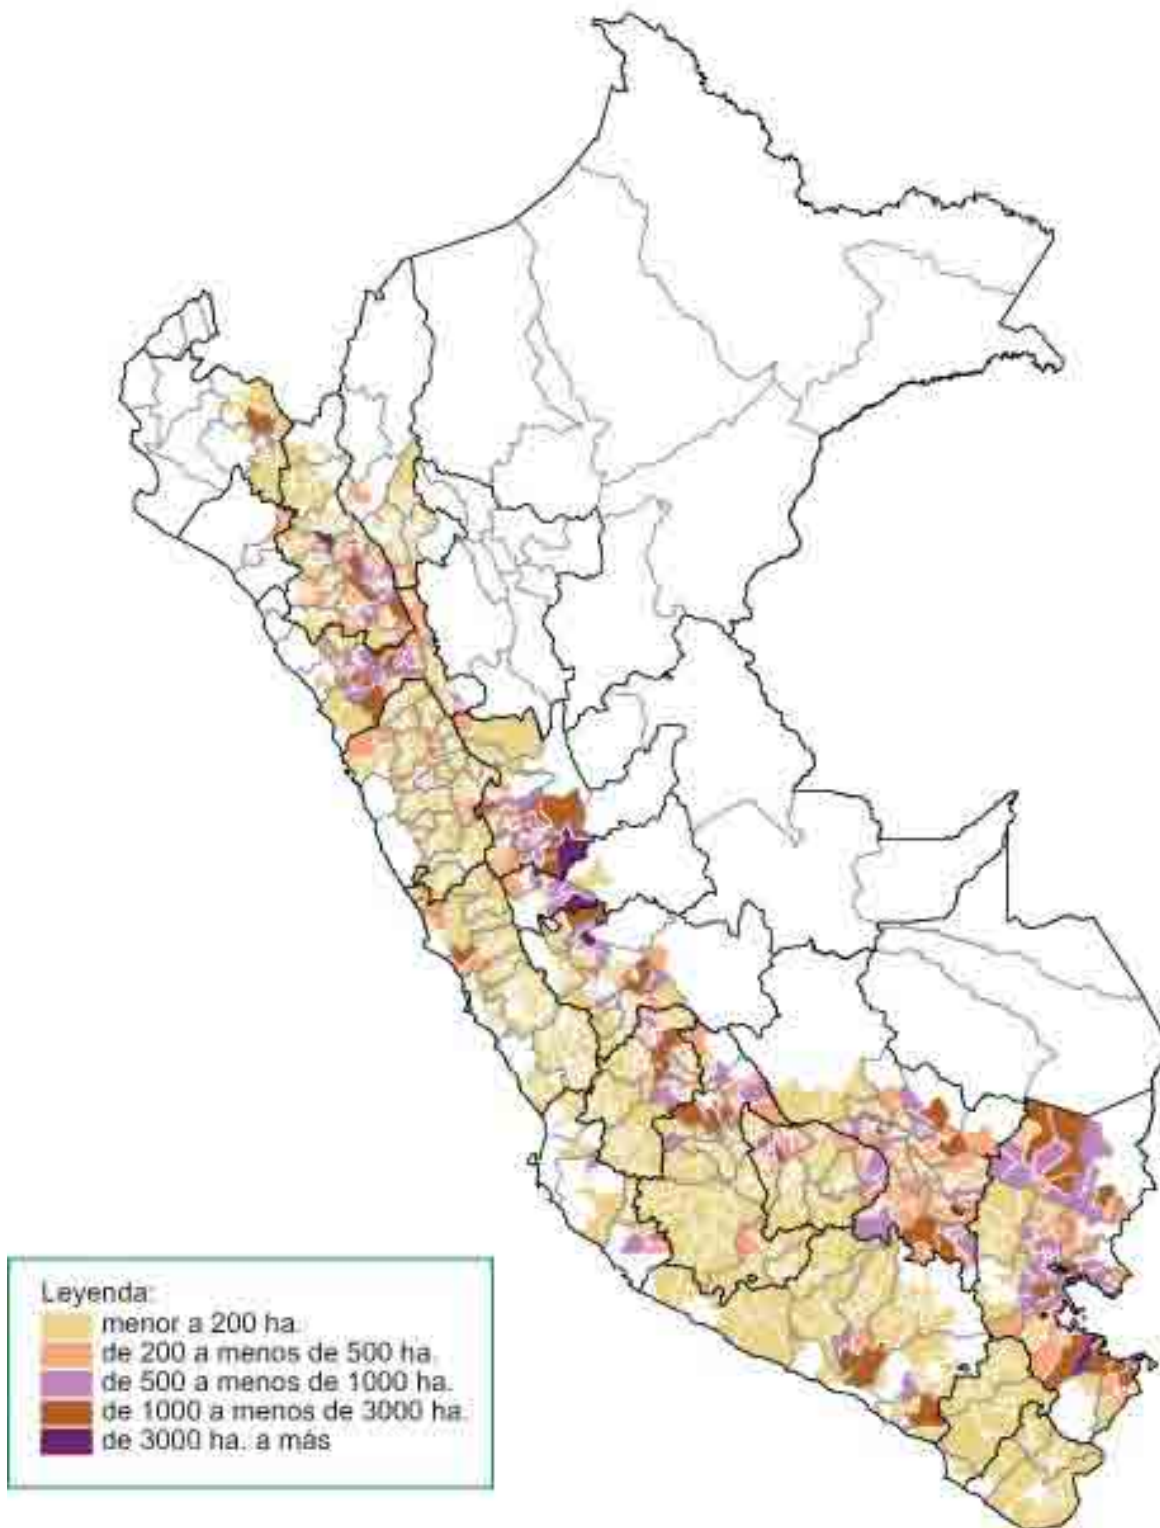 Leyenda:
menor a 200 ha.
de 200 a menos de 500 ha.
de 500 a menos de 1000 ha.
de 1000 a menos de 3000 ha.
de 3000 ha. a más